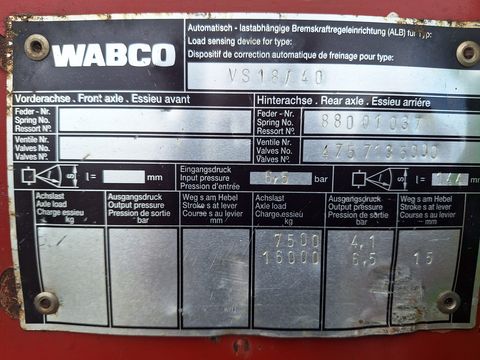 WABCO
Automatisch - lastabhängige Bremskraftregeleinrichtung (ALB) für Typ:
Load sensing device for type:
Dispositif de correction automatique de freinage pour type:
VS18/40
Vorderachse . Front axle . Essieu avant
Hinterachse . Rear axle . Essieu arriére
Feder - Nr. Spring No. Ressort Nº.
Feder - Nr. Spring No. Ressort Nº. 88001037
Ventile Nr. Valves No. Valves Nº.
Ventile Nr. Valves No. Valves Nº.
l = mm
Eingangsdruck Input pressure Pression d'entrée 6,5 bar
l = 144 mm
Achslast Axle load Charge essieu kg
Ausgangsdruck Output pressure Pression de sortie bar
Weg s am Hebel Stroke s at lever Course s au levier mm
Achslast Axle load Charge essieu kg
Ausgangsdruck Output pressure Pression de sortie bar
Weg s am Hebel Stroke s at lever Course s au levier mm
7500 4,1
16000 6,5 15